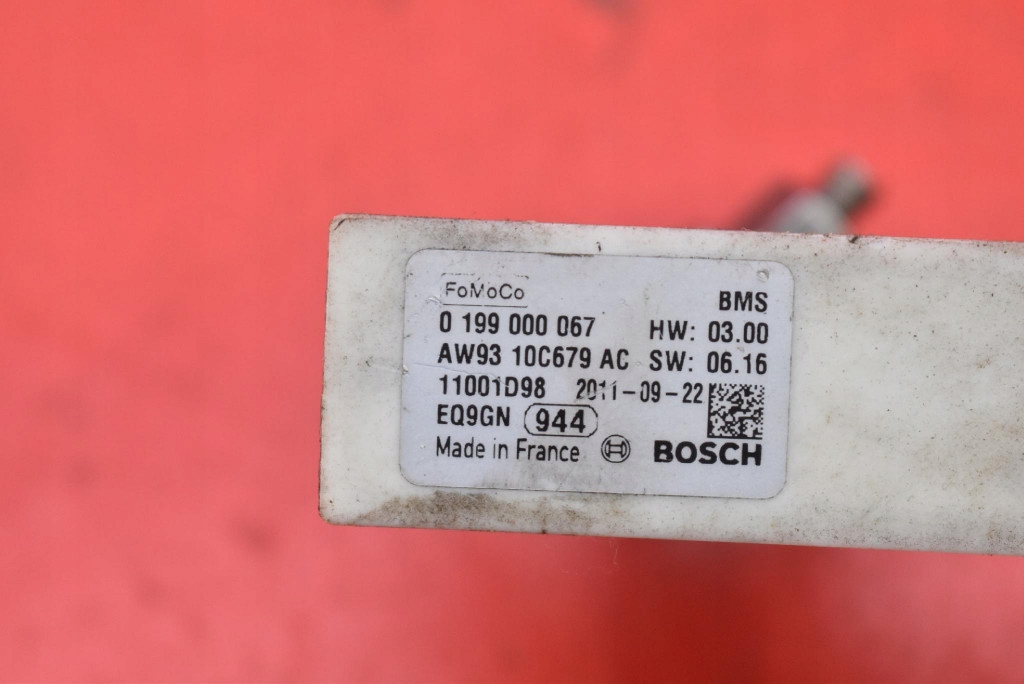 FoMoCo BMS
0 199 000 067 HW: 03.00
AW93 10C679 AC SW: 06.16
11001D98 2011-09-22
EQ9GN 944
Made in France BOSCH